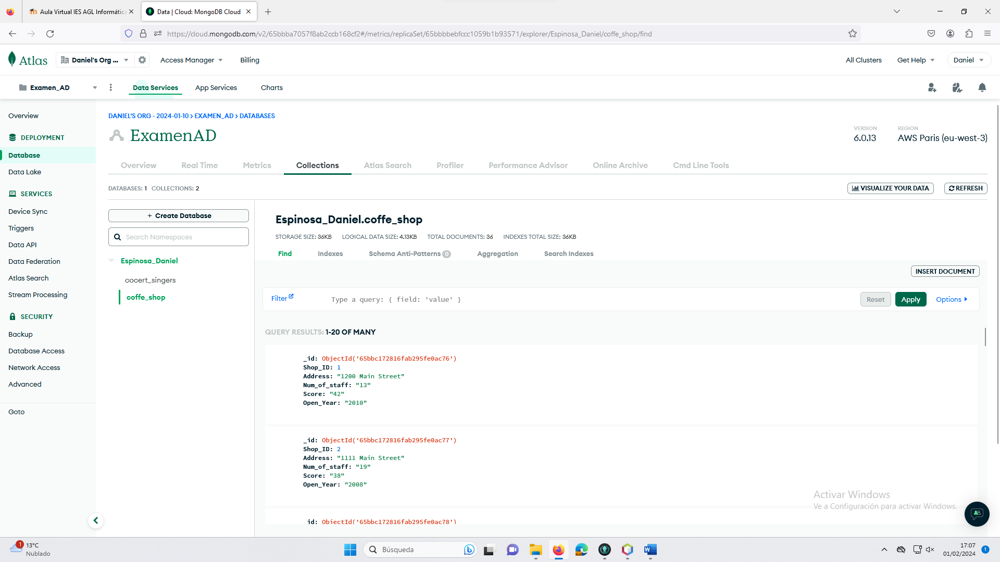 Aula Virtual IES AGL Informática
Data | Cloud: MongoDB Cloud
https://cloud.mongodb.com/v2/65bbba7057f8ab2ccb168cf2#/metrics/replicaSet/65bbbbebfccc1059b1b93571/explorer/Espinosa_Daniel/coffe_shop/find
Atlas
Daniel's Org ...
Access Manager
Billing
All Clusters
Get Help
Daniel
Examen_AD
Data Services
App Services
Charts
Overview
DEPLOYMENT
Database
Data Lake
SERVICES
Device Sync
Triggers
Data API
Data Federation
Atlas Search
Stream Processing
SECURITY
Backup
Database Access
Network Access
Advanced
Goto
DANIEL'S ORG - 2024-01-10 > EXAMEN_AD > DATABASES
ExamenAD
VERSION
6.0.13
REGION
AWS Paris (eu-west-3)
Overview
Real Time
Metrics
Collections
Atlas Search
Profiler
Performance Advisor
Online Archive
Cmd Line Tools
DATABASES: 1 COLLECTIONS: 2
VISUALIZE YOUR DATA
REFRESH
+ Create Database
Search Namespaces
Espinosa_Daniel
cocert_singers
coffe_shop
Espinosa_Daniel.coffe_shop
STORAGE SIZE: 36KB LOGICAL DATA SIZE: 4.13KB TOTAL DOCUMENTS: 36 INDEXES TOTAL SIZE: 36KB
Find
Indexes
Schema Anti-Patterns 0
Aggregation
Search Indexes
INSERT DOCUMENT
Filter
Type a query: { field: 'value' }
Reset
Apply
Options
QUERY RESULTS: 1-20 OF MANY
_id: ObjectId('65bbc172816fab295fe0ac76')
Shop_ID: 1
Address: "1200 Main Street"
Num_of_staff: "13"
Score: "42"
Open_Year: "2010"
_id: ObjectId('65bbc172816fab295fe0ac77')
Shop_ID: 2
Address: "1111 Main Street"
Num_of_staff: "19"
Score: "38"
Open_Year: "2008"
_id: ObjectId('65bbc172816fab295fe0ac78')
Activar Windows
Ve a Configuración para activar Windows.
1
13°C
Nublado
Búsqueda
17:07
01/02/2024
1